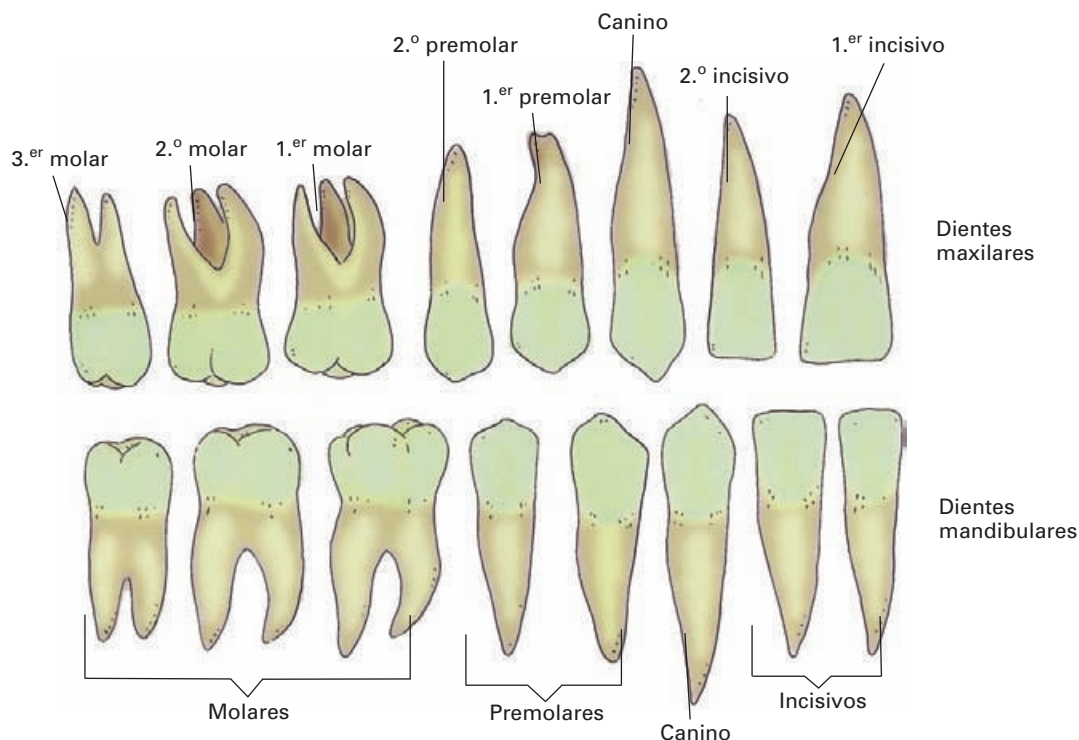 Canino
2.º premolar
1.er incisivo
2.º incisivo
1.er premolar
3.er molar
2.º molar
1.er molar
Dientes
maxilares
Dientes
mandibulares
Molares
Premolares
Incisivos
Canino